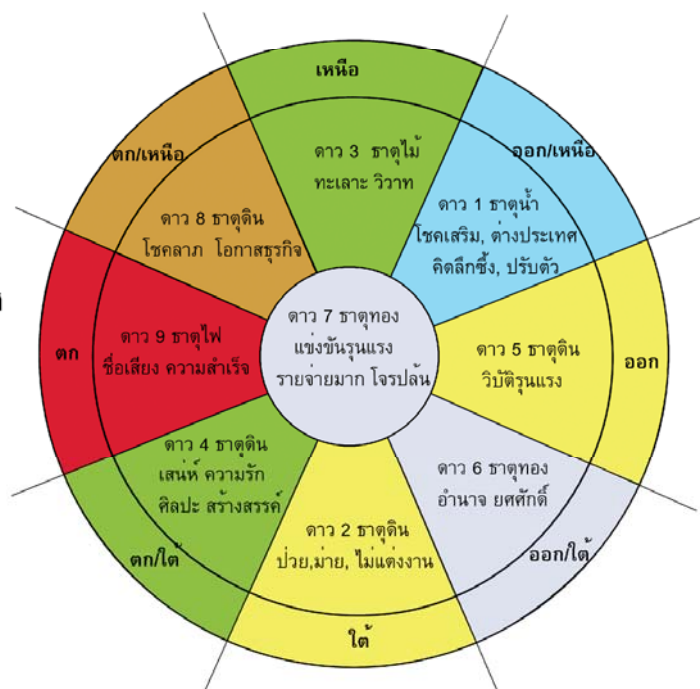 เหนือ
ดาว 3 ธาตุไม้
ทะเลาะ วิวาท
ออก/เหนือ
ดาว 1 ธาตุน้ำ
โชคเสริม, ต่างประเทศ
คิดลึกซึ้ง, ปรับตัว
ออก
ดาว 5 ธาตุดิน
วิบัติรุนแรง
ออก/ใต้
ดาว 6 ธาตุทอง
อำนาจ ยศศักดิ์
ใต้
ดาว 2 ธาตุดิน
ป่วย,ม่าย, ไม่แต่งงาน
ตก/ใต้
ดาว 4 ธาตุดิน
เสน่ห์ ความรัก
ศิลปะ สร้างสรรค์
ตก
ดาว 9 ธาตุไฟ
ชื่อเสียง ความสำเร็จ
ตก/เหนือ
ดาว 8 ธาตุดิน
โชคลาภ โอกาสธุรกิจ
ดาว 7 ธาตุทอง
แข่งขันรุนแรง
รายจ่ายมาก โจรปล้น